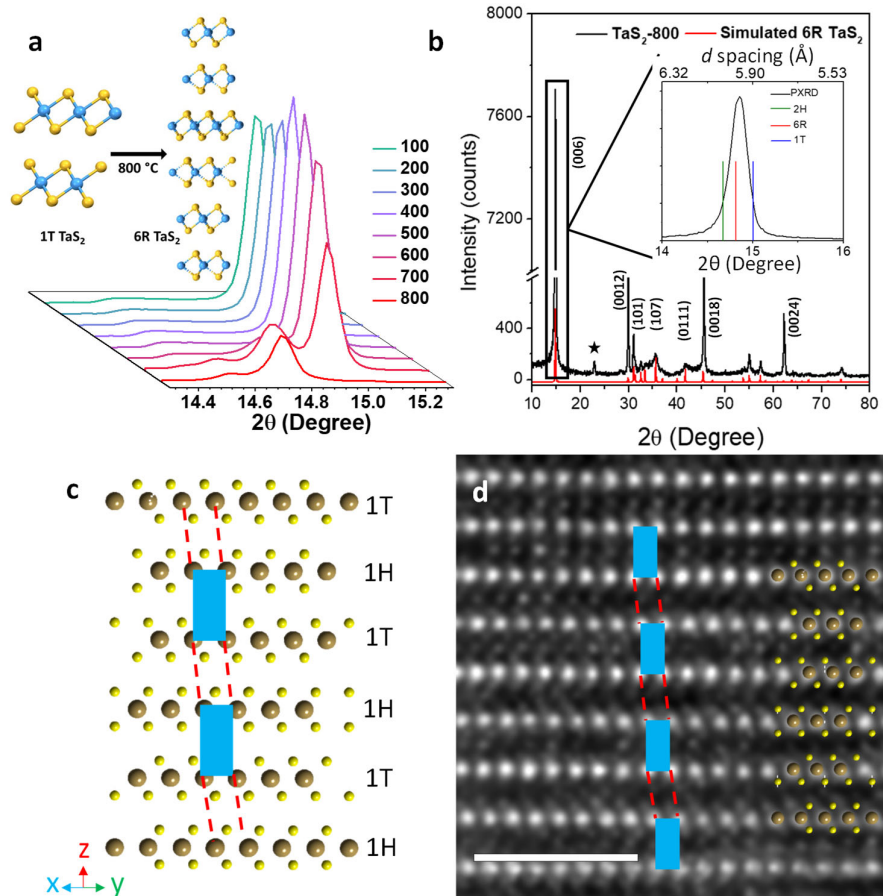 a
800 °C
1T TaS2
6R TaS2
100
200
300
400
500
600
700
800
14.4 14.6 14.8 15.0 15.2
2θ (Degree)
b
TaS2-800 Simulated 6R TaS2
d spacing (Å)
6.32 5.90 5.53
PXRD
2H
6R
1T
14 15 16
2θ (Degree)
8000
7600
7200
400
0
Intensity (counts)
(006)
★
(0012)
(101)
(107)
(0111)
(0018)
(0024)
10 20 30 40 50 60 70 80
2θ (Degree)
c
1T
1H
1T
1H
1T
1H
z
x y
d